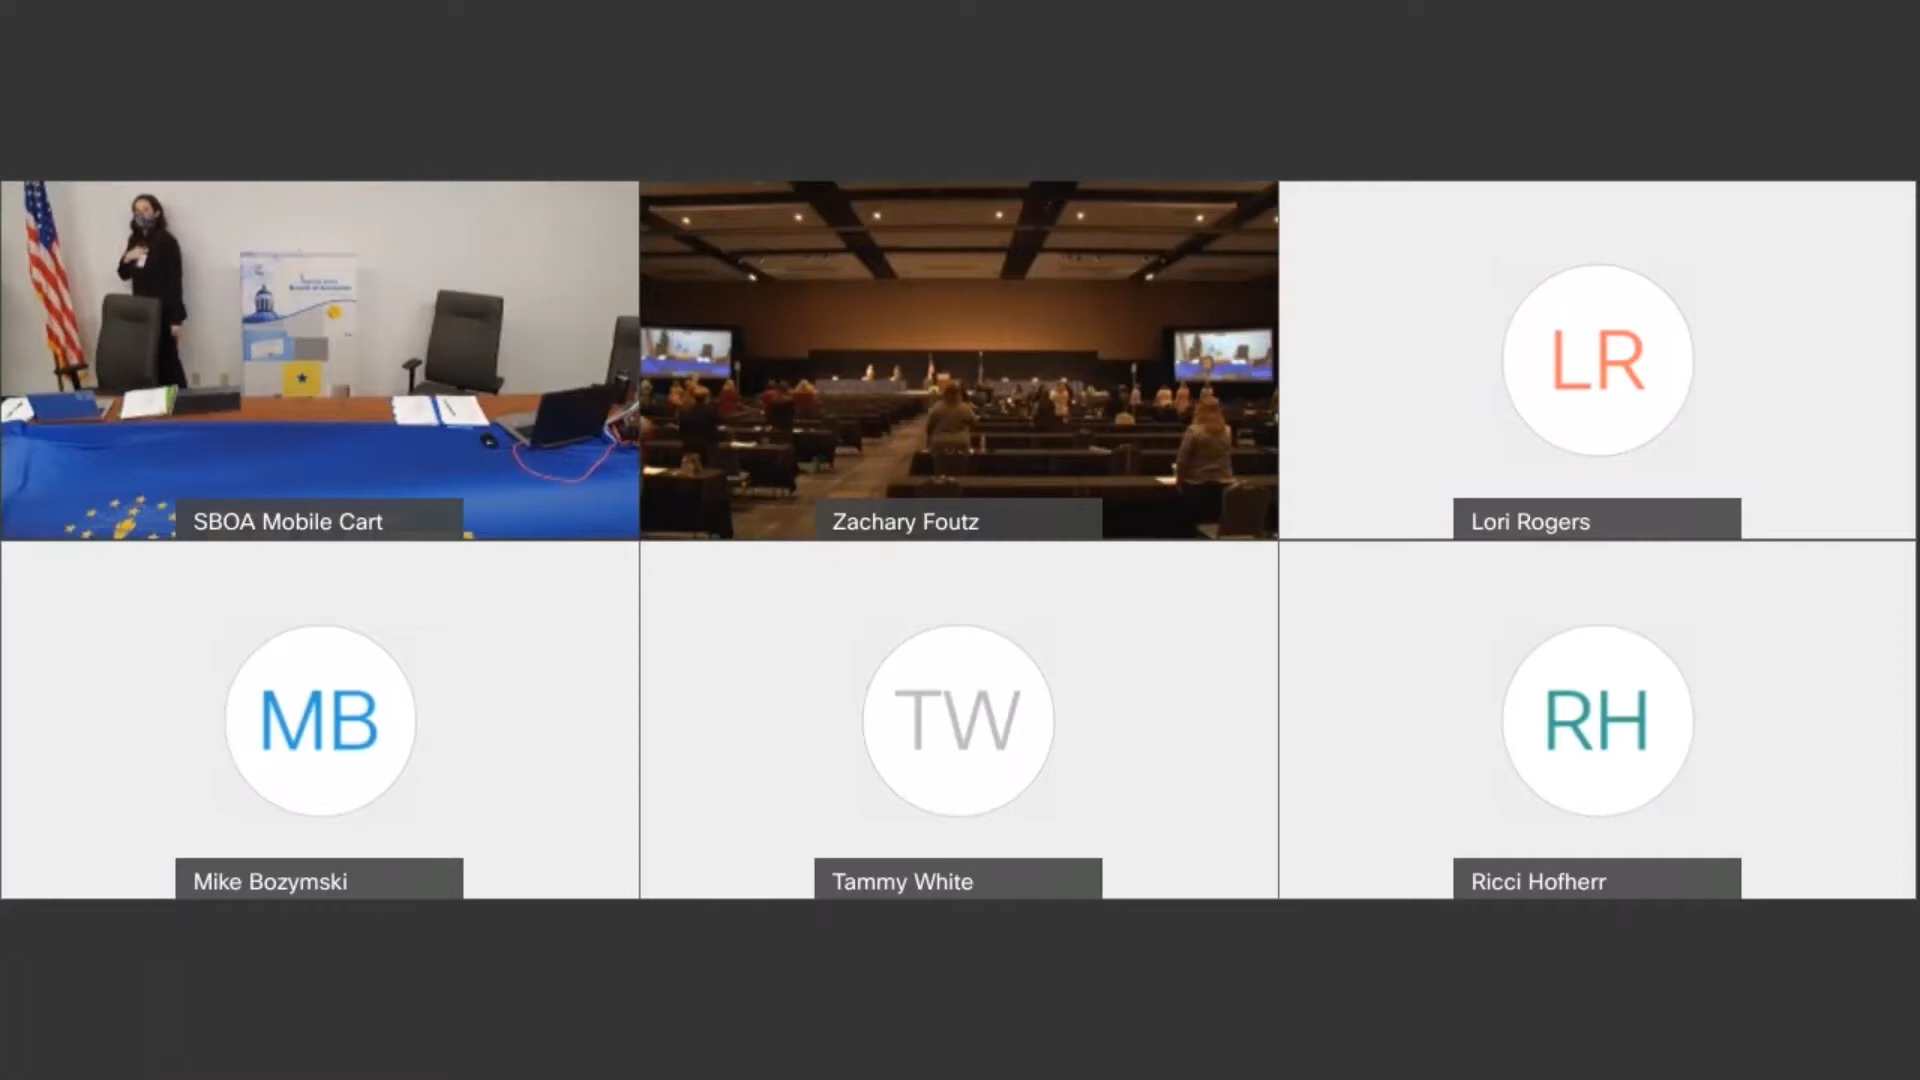 SBOA Mobile Cart
Zachary Foutz
LR
Lori Rogers
MB
Mike Bozymski
TW
Tammy White
RH
Ricci Hofherr